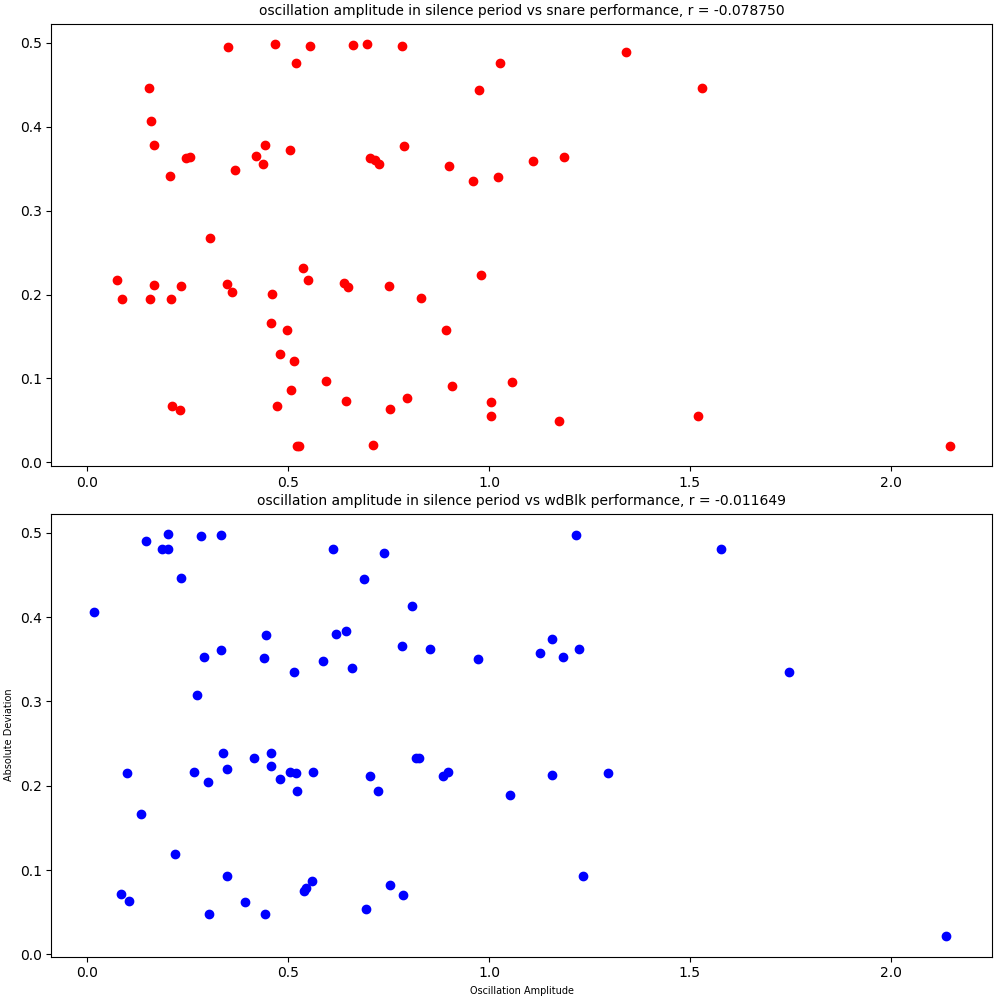 oscillation amplitude in silence period vs snare performance, r = -0.078750
0.5
0.4
0.3
0.2
0.1
0.0
0.0 0.5 1.0 1.5 2.0
oscillation amplitude in silence period vs wdBlk performance, r = -0.011649
Absolute Deviation
0.5
0.4
0.3
0.2
0.1
0.0
0.0 0.5 1.0 1.5 2.0
Oscillation Amplitude